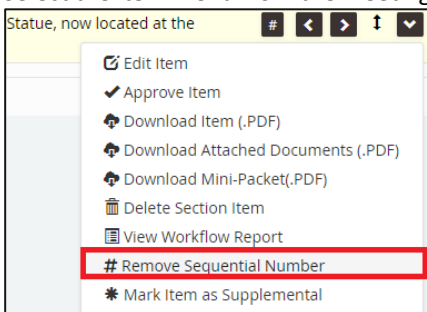 Statue, now located at the #
Edit Item
Approve Item
Download Item (.PDF)
Download Attached Documents (.PDF)
Download Mini-Packet(.PDF)
Delete Section Item
View Workflow Report
# Remove Sequential Number
Mark Item as Supplemental